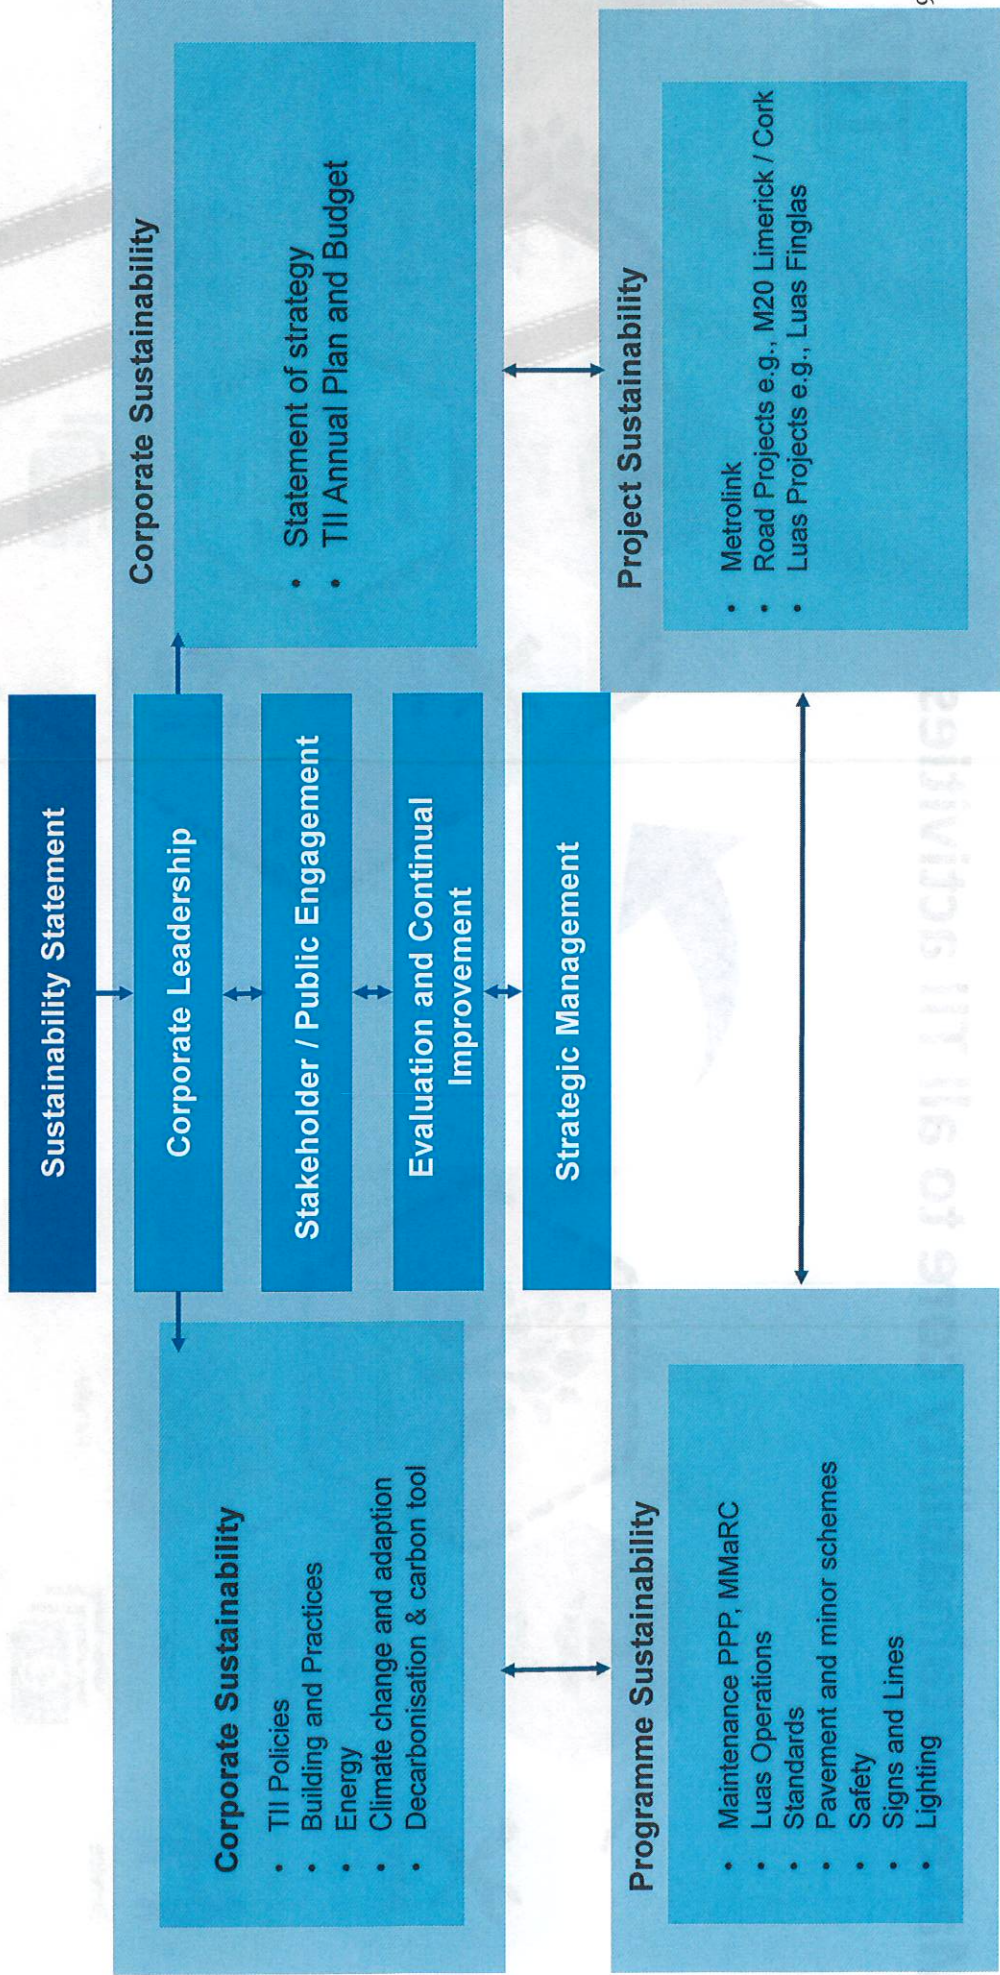 Sustainability Statement
Corporate Leadership
Stakeholder / Public Engagement
Evaluation and Continual
Improvement
Strategic Management
Corporate Sustainability
• TII Policies
• Building and Practices
• Energy
• Climate change and adaption
• Decarbonisation & carbon tool
Corporate Sustainability
• Statement of strategy
• TII Annual Plan and Budget
Programme Sustainability
• Maintenance PPP, MMaRC
• Luas Operations
• Standards
• Pavement and minor schemes
• Safety
• Signs and Lines
• Lighting
Project Sustainability
• Metrolink
• Road Projects e.g., M20 Limerick / Cork
• Luas Projects e.g., Luas Finglas